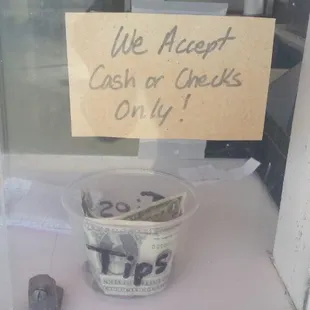 We Accept
Cash or Checks
Only!
Tips